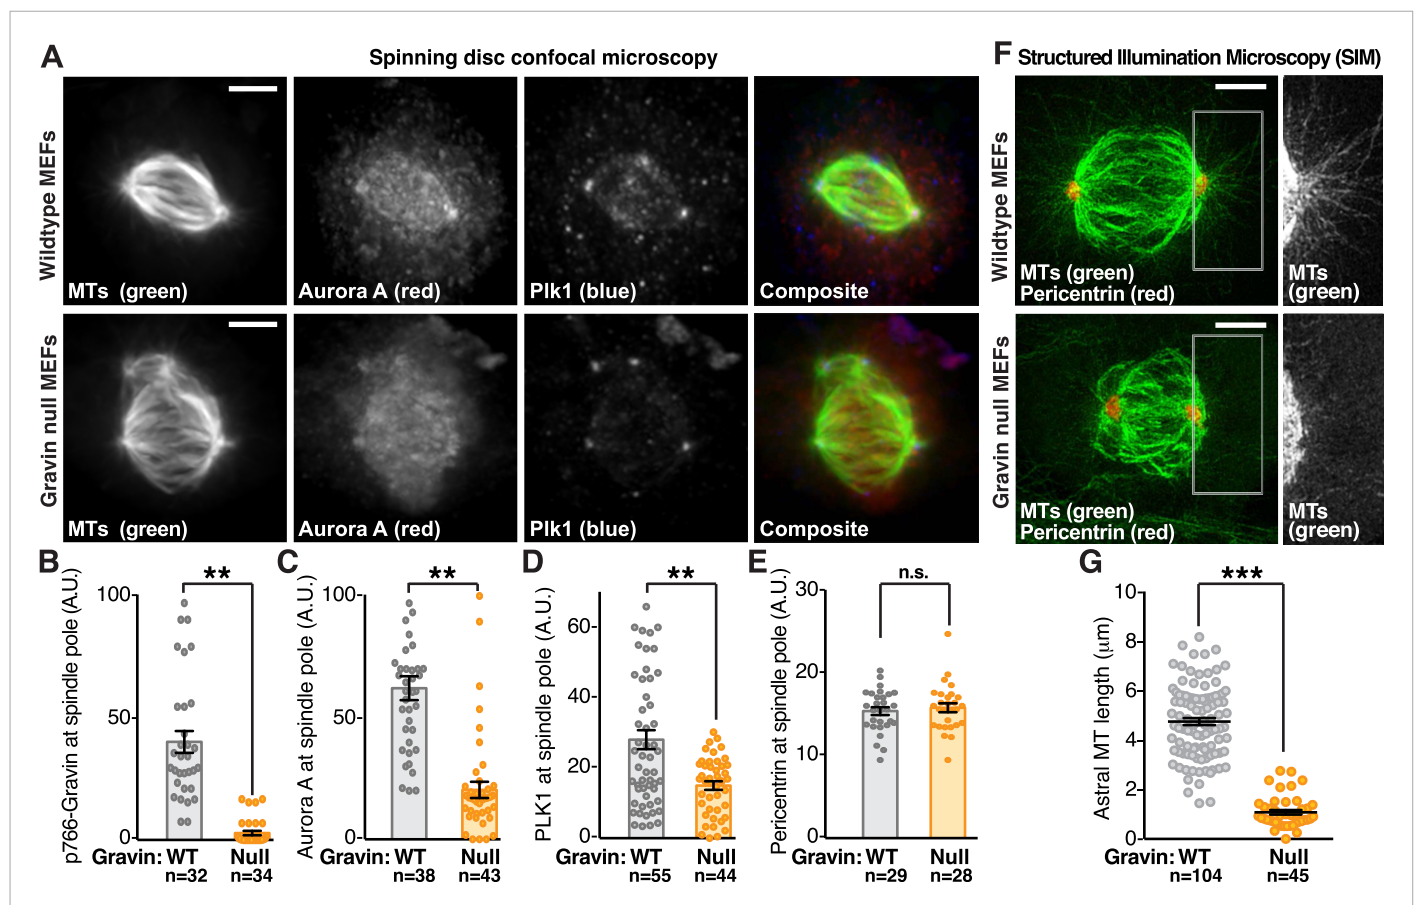 A
Spinning disc confocal microscopy
Wildtype MEFs
MTs (green)
Aurora A (red)
Plk1 (blue)
Composite
Gravin null MEFs
MTs (green)
Aurora A (red)
Plk1 (blue)
Composite
F Structured Illumination Microscopy (SIM)
Wildtype MEFs
MTs (green)
Pericentrin (red)
MTs
(green)
Gravin null MEFs
MTs (green)
Pericentrin (red)
MTs
(green)
B
p766-Gravin at spindle pole (A.U.)
100
50
0
**
Gravin: WT Null
n=32 n=34
C
Aurora A at spindle pole (A.U.)
100
50
0
**
Gravin: WT Null
n=38 n=43
D
PLK1 at spindle pole (A.U.)
60
40
20
0
**
Gravin: WT Null
n=55 n=44
E
Pericentrin at spindle pole (A.U.)
30
20
10
0
n.s.
Gravin: WT Null
n=29 n=28
G
Astral MT length (μm)
10
8
6
4
2
0
***
Gravin: WT Null
n=104 n=45